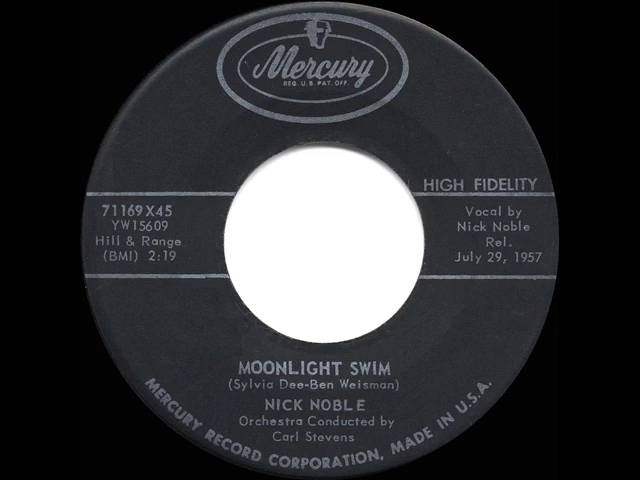 Mercury
REG. U.S. PAT. OFF.
HIGH FIDELITY
71169X45
YW15609
Hill & Range
(BMI) 2:19
Vocal by
Nick Noble
Rel.
July 29, 1957
MOONLIGHT SWIM
(Sylvia Dee-Ben Weisman)
NICK NOBLE
Orchestra Conducted by
Carl Stevens
MERCURY RECORD CORPORATION, MADE IN U.S.A.